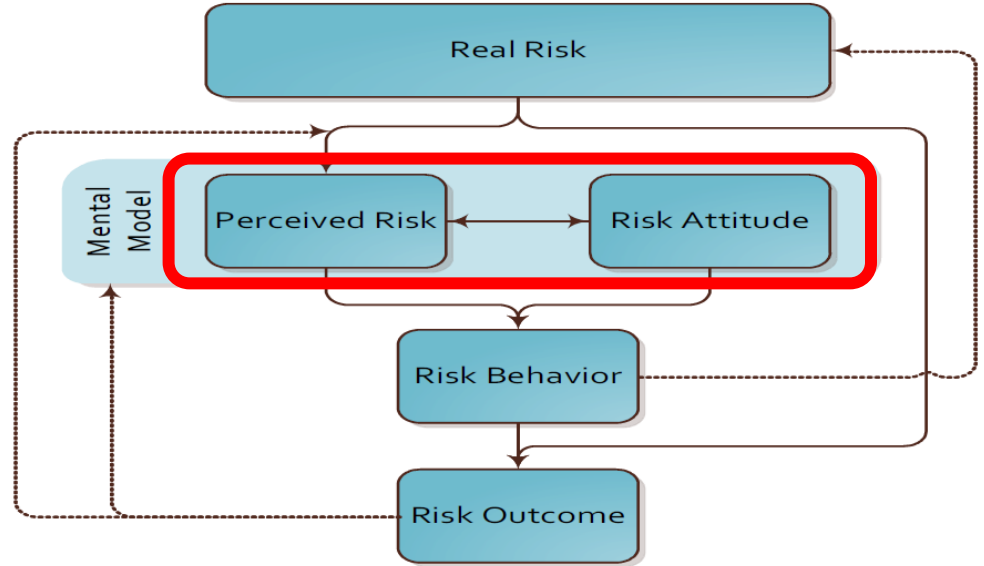 Real Risk
Mental
Model
Perceived Risk
Risk Attitude
Risk Behavior
Risk Outcome